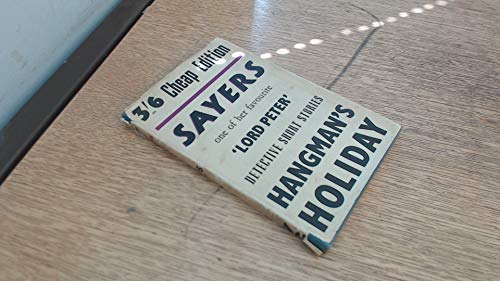 3/6 Cheap Edition
SAYERS
one of her favourite
'LORD PETER'
DETECTIVE SHORT STORIES
HANGMAN'S
HOLIDAY